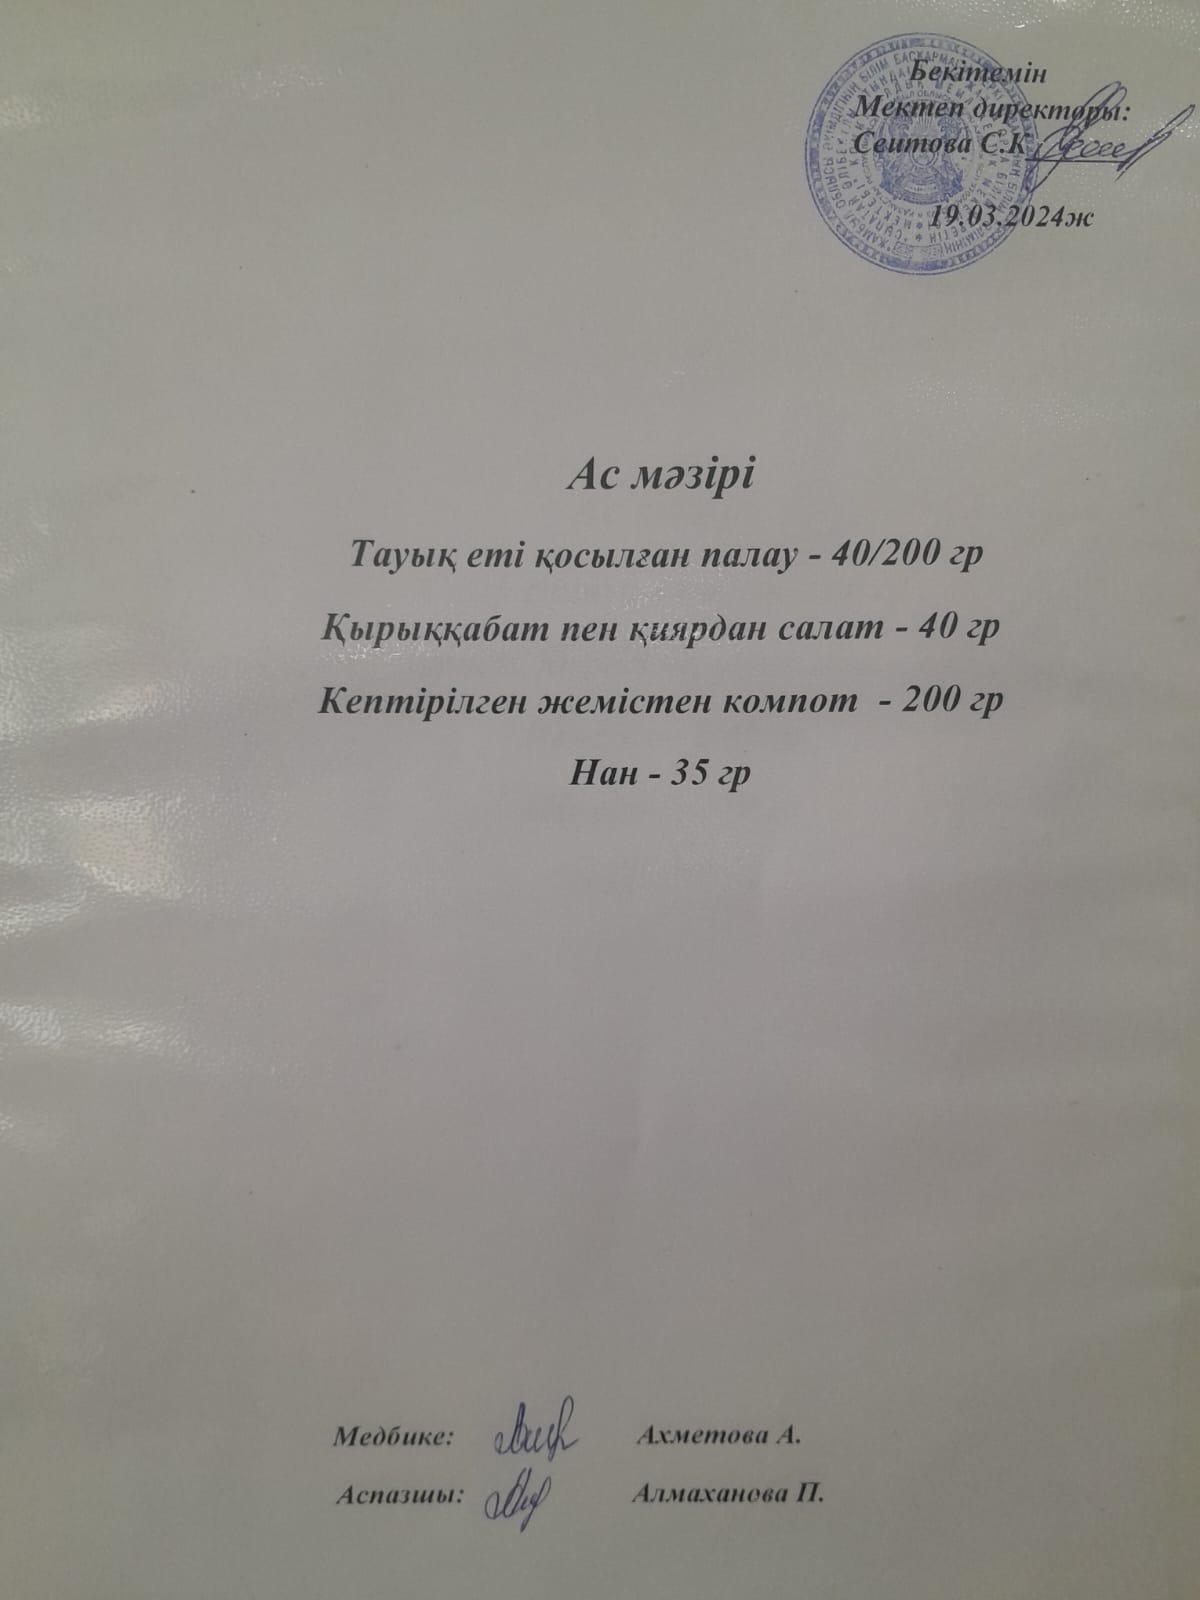 Бекітемін
Мектеп директоры:
Сеитова С.К
19.03.2024ж
Ас мәзірі
Тауық еті қосылған палау - 40/200 гр
Қырыққабат пен қиярдан салат - 40 гр
Кептірілген жемістен компот - 200 гр
Нан - 35 гр
Медбике: Ахметова А.
Аспазшы: Алмаханова П.